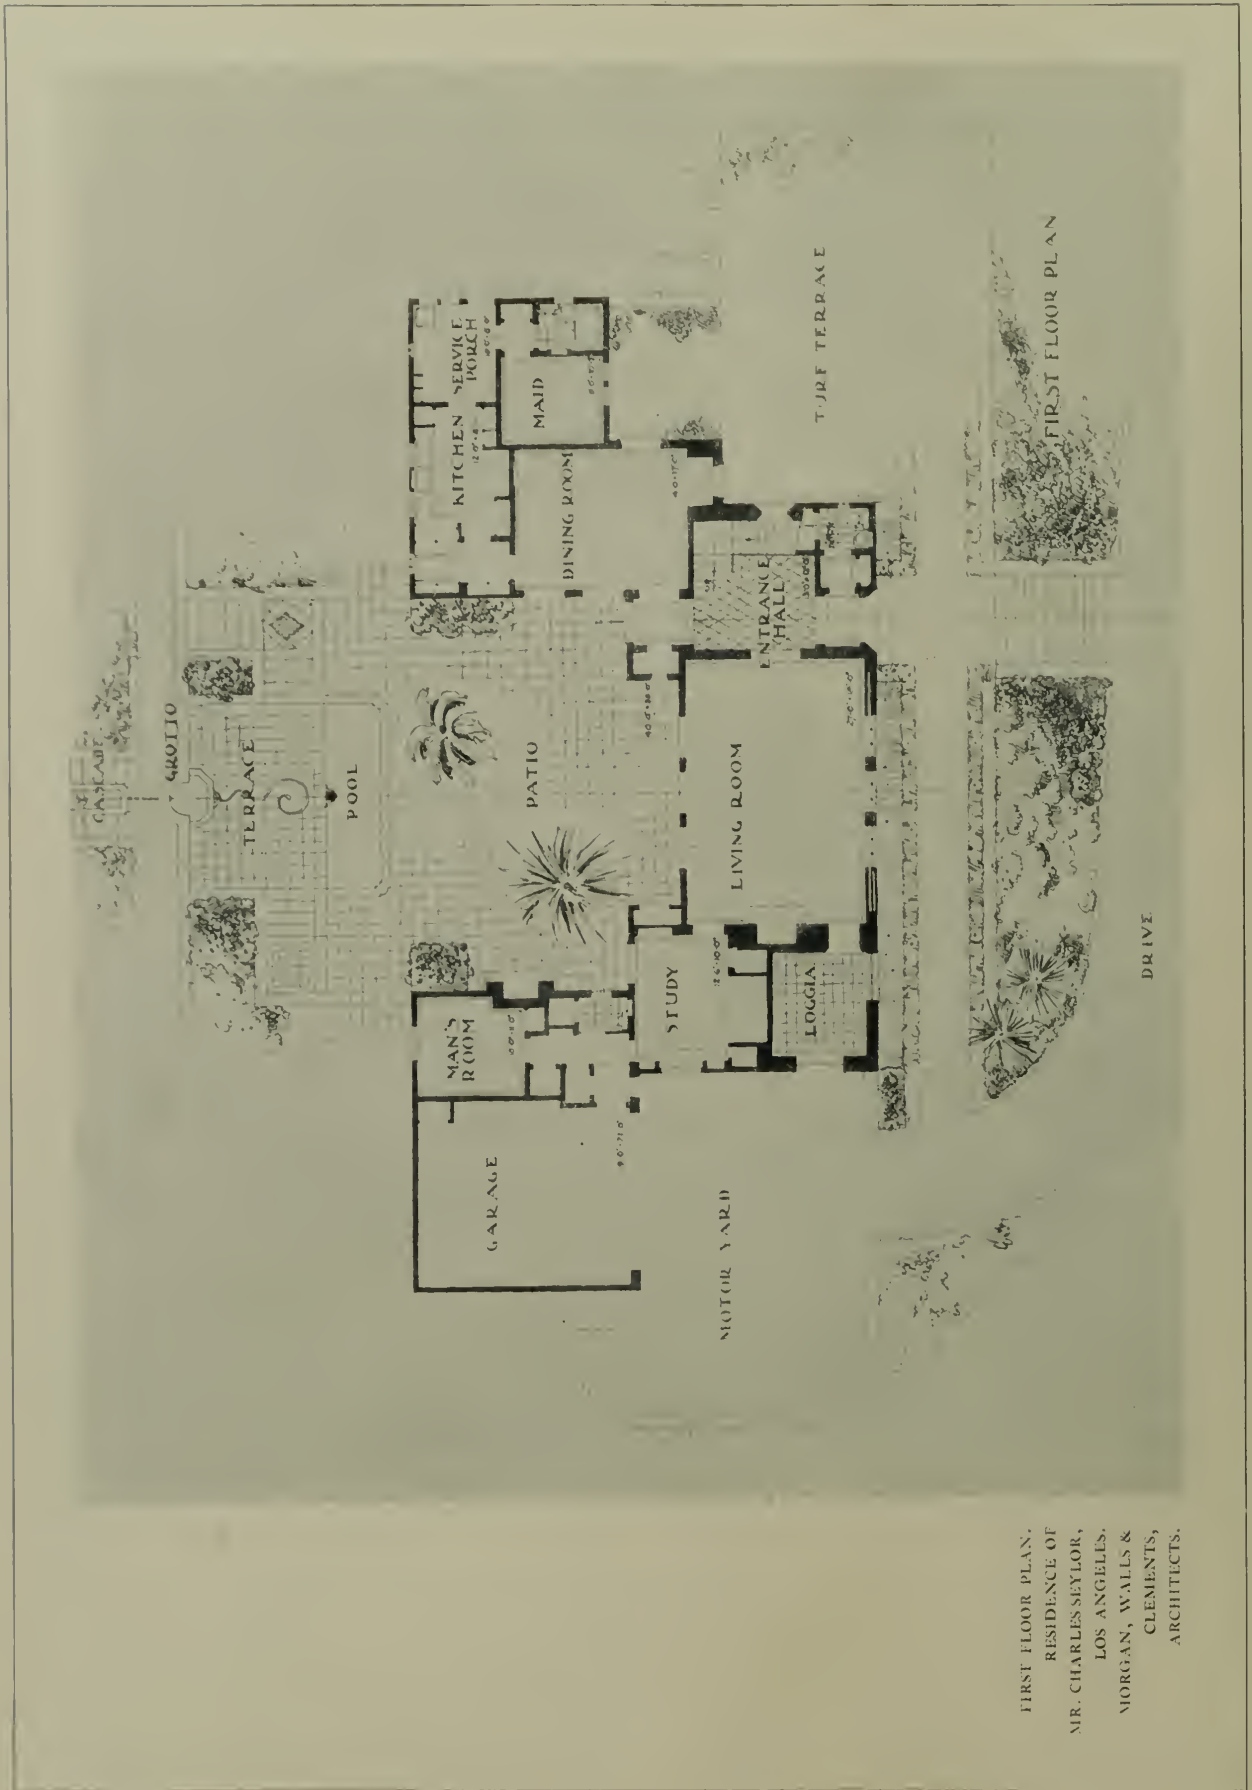 CASCADE
GROTTO
TERRACE
POOL
PATIO
KITCHEN
SERVICE
PORCH
MAID
DINING ROOM
TURF TERRACE
ENTRANCE
HALL
UP
LIVING ROOM
STUDY
LOGGIA
MAN'S
ROOM
GARAGE
MOTOR YARD
DRIVE
FIRST FLOOR PLAN
FIRST FLOOR PLAN.
RESIDENCE OF
MR. CHARLES SEYLOR,
LOS ANGELES.
MORGAN, WALLS &
CLEMENTS,
ARCHITECTS.